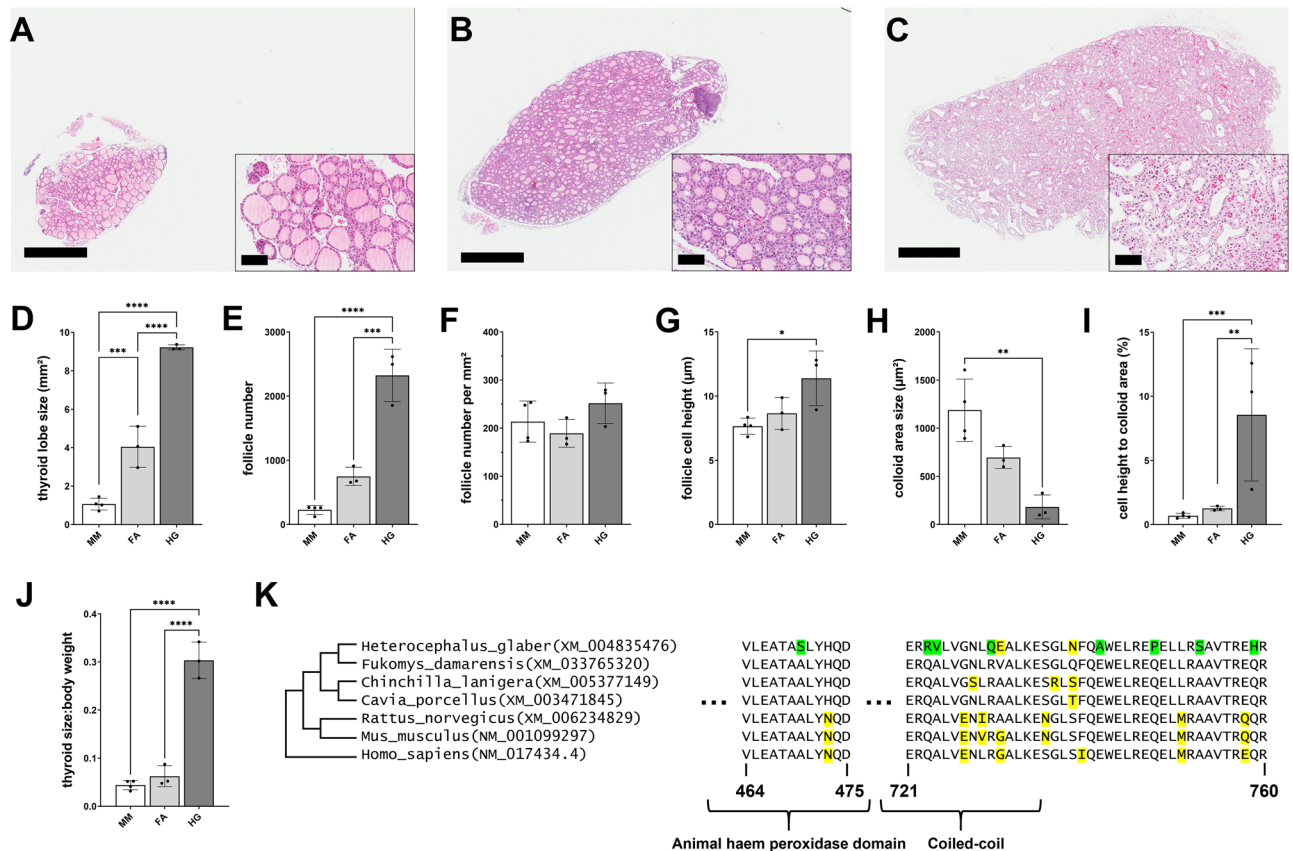 A
B
C
D
thyroid lobe size (mm²)
10
8
6
4
2
0
****
****
***
MM
FA
HG
E
follicle number
3000
2000
1000
0
****
***
MM
FA
HG
F
follicle number per mm²
400
300
200
100
0
MM
FA
HG
G
follicle cell height (µm)
15
10
5
0
*
MM
FA
HG
H
colloid area size (µm²)
2000
1500
1000
500
0
**
MM
FA
HG
I
cell height to colloid area (%)
15
10
5
0
***
**
MM
FA
HG
J
thyroid size:body weight
0.4
0.3
0.2
0.1
0.0
****
****
MM
FA
HG
K
Heterocephalus_glaber(XM_004835476) VLEATASLYHQD ERRVLVGNLQEALKESGLNFQAWELREPELLRSAVTREHR
Fukomys_damarensis(XM_033765320) VLEATAALYHQD ERQALVGNLRVALKESGLQFQEWELREQELLRAAVTREQR
Chinchilla_lanigera(XM_005377149) VLEATAALYHQD ERQALVGSLRAALKESRLSFQEWELREQELLRAAVTREQR
Cavia_porcellus(XM_003471845) ... VLEATAALYHQD ... ERQALVGNLRAALKESGLTFQEWELREQELLRAAVTREQR
Rattus_norvegicus(XM_006234829) VLEATAALYNQD ERQALVENIRAALKENGLSFQEWELREQEMLRAAVTRQQR
Mus_musculus(NM_001099297) VLEATAALYNQD ERQALVENVRGALKENGLSFQEWELREQEMLRAAVTRQQR
Homo_sapiens(NM_017434.4) VLEATAALYHQD ERQALVENLRGALKESGLSIQEWELREQEMLRAAVTREQR
464 475 721 760
Animal haem peroxidase domain Coiled-coil